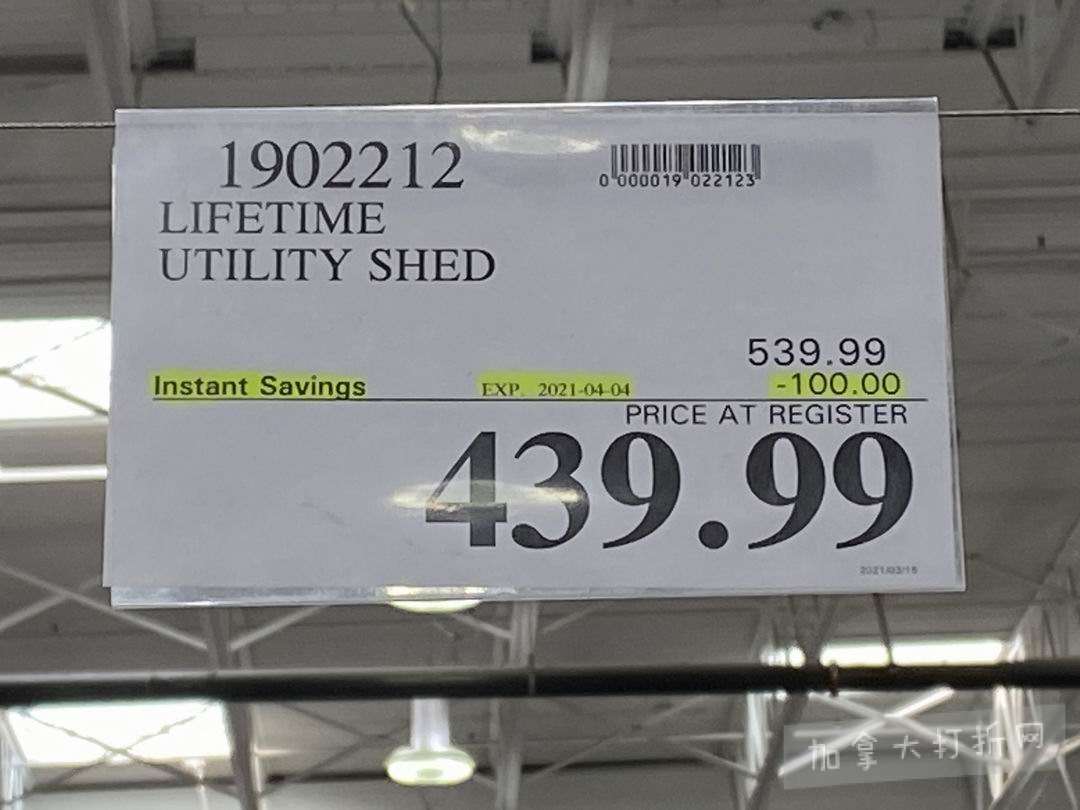 1902212
0 000019 022123
LIFETIME
UTILITY SHED
539.99
Instant Savings EXP. 2021-04-04 -100.00
PRICE AT REGISTER
439.99
2021/03/16
加拿大打折网